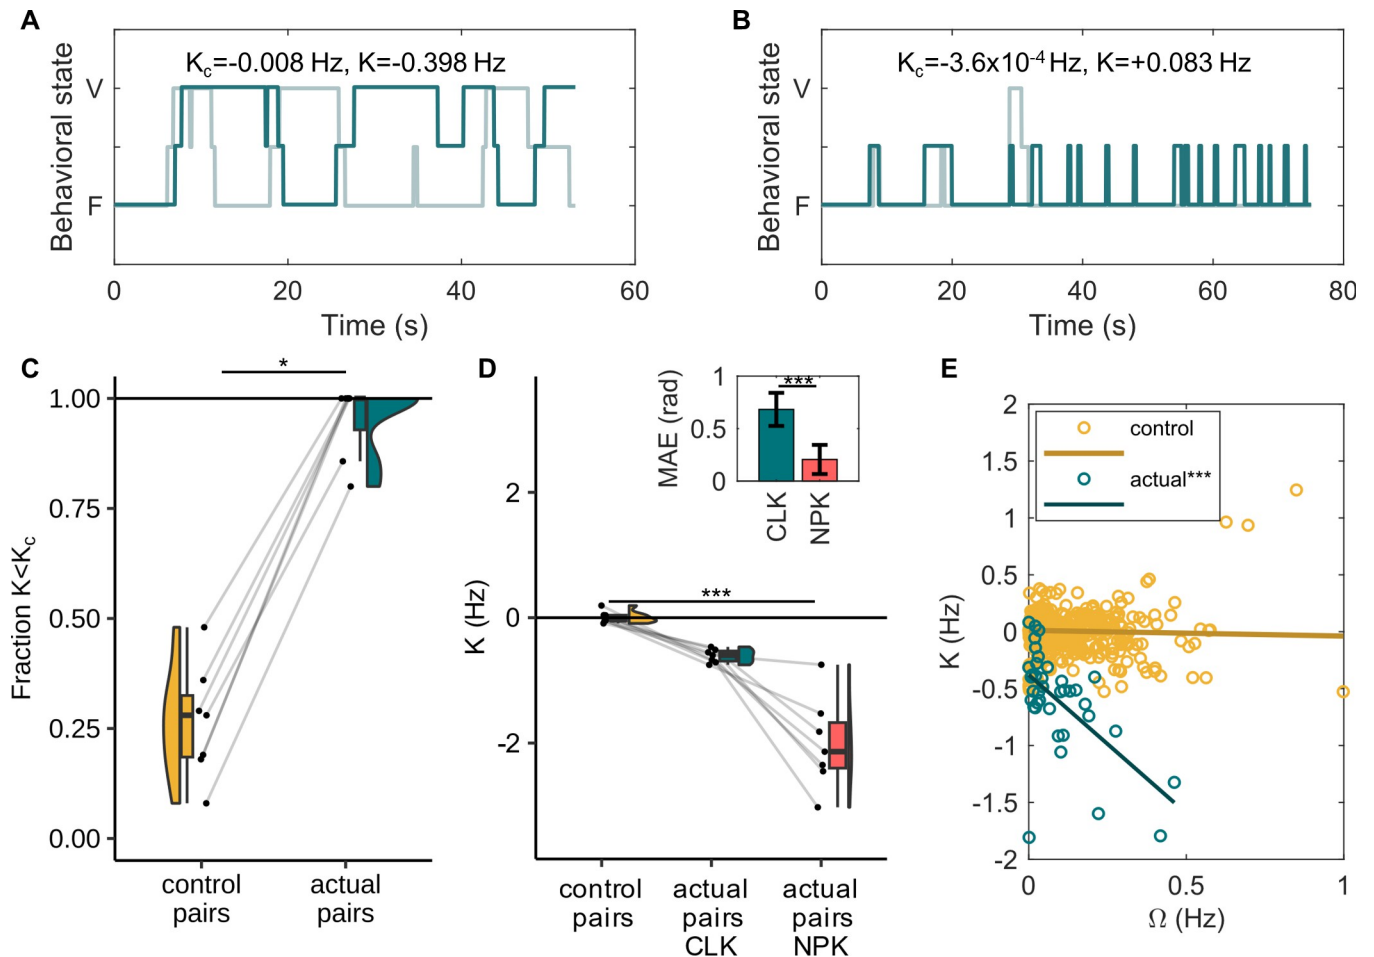 A
K_c=-0.008 Hz, K=-0.398 Hz
Behavioral state
V
F
0
20
40
60
Time (s)
B
K_c=-3.6x10^-4 Hz, K=+0.083 Hz
Behavioral state
V
F
0
20
40
60
80
Time (s)
C
*
Fraction K<K_c
1.00
0.75
0.50
0.25
0.00
control
pairs
actual
pairs
D
MAE (rad)
1
0.5
0
***
CLK
NPK
K (Hz)
2
0
-2
***
control
pairs
actual
pairs
CLK
actual
pairs
NPK
E
K (Hz)
2
1.5
1
0.5
0
-0.5
-1
-1.5
-2
control
actual***
0
0.5
1
Ω (Hz)